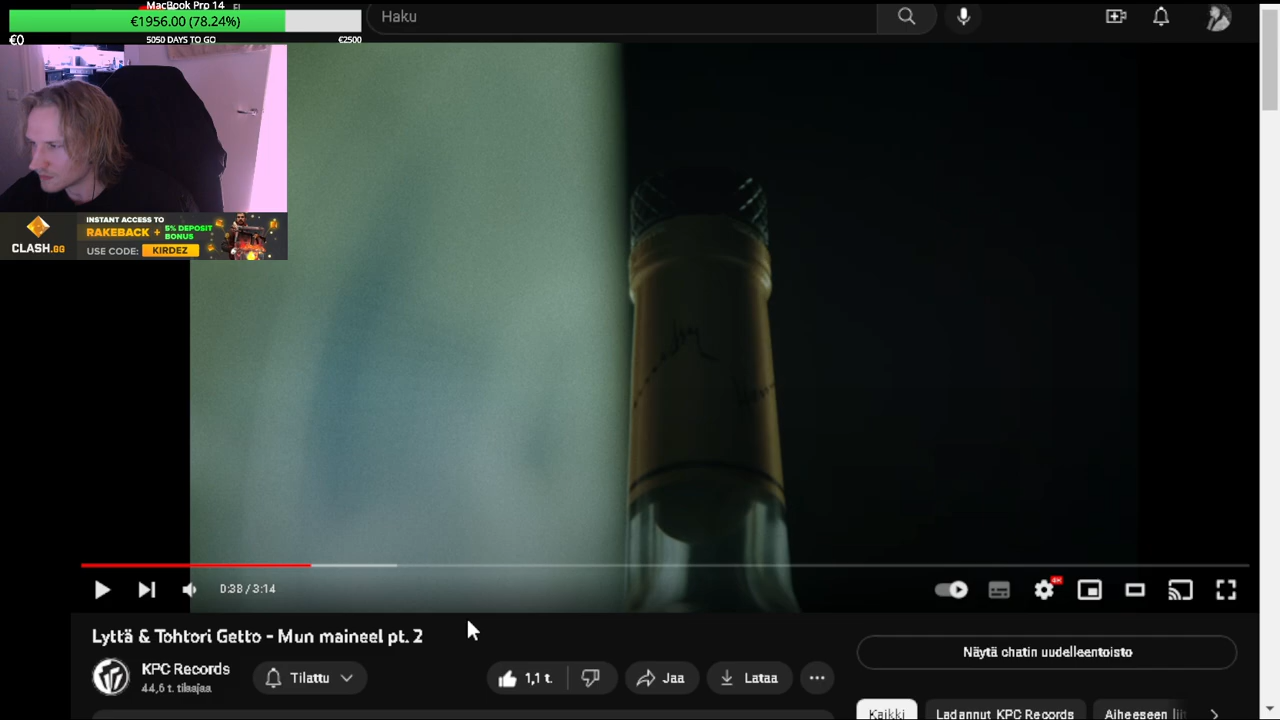 MacBook Pro 14
€1956.00 (78.24%)
€0
5050 DAYS TO GO
€2500
Haku
INSTANT ACCESS TO
RAKEBACK + 5% DEPOSIT BONUS
CLASH.GG
USE CODE: KIRDEZ
0:38 / 3:14
4K
Lyttä & Tohtori Getto - Mun maineel pt. 2
KPC Records
44,6 t. tilaajaa
Tilattu
1,1 t.
Jaa
Lataa
Näytä chatin uudelleentoisto
Kaikki
Ladannut KPC Records
Aiheeseen lii